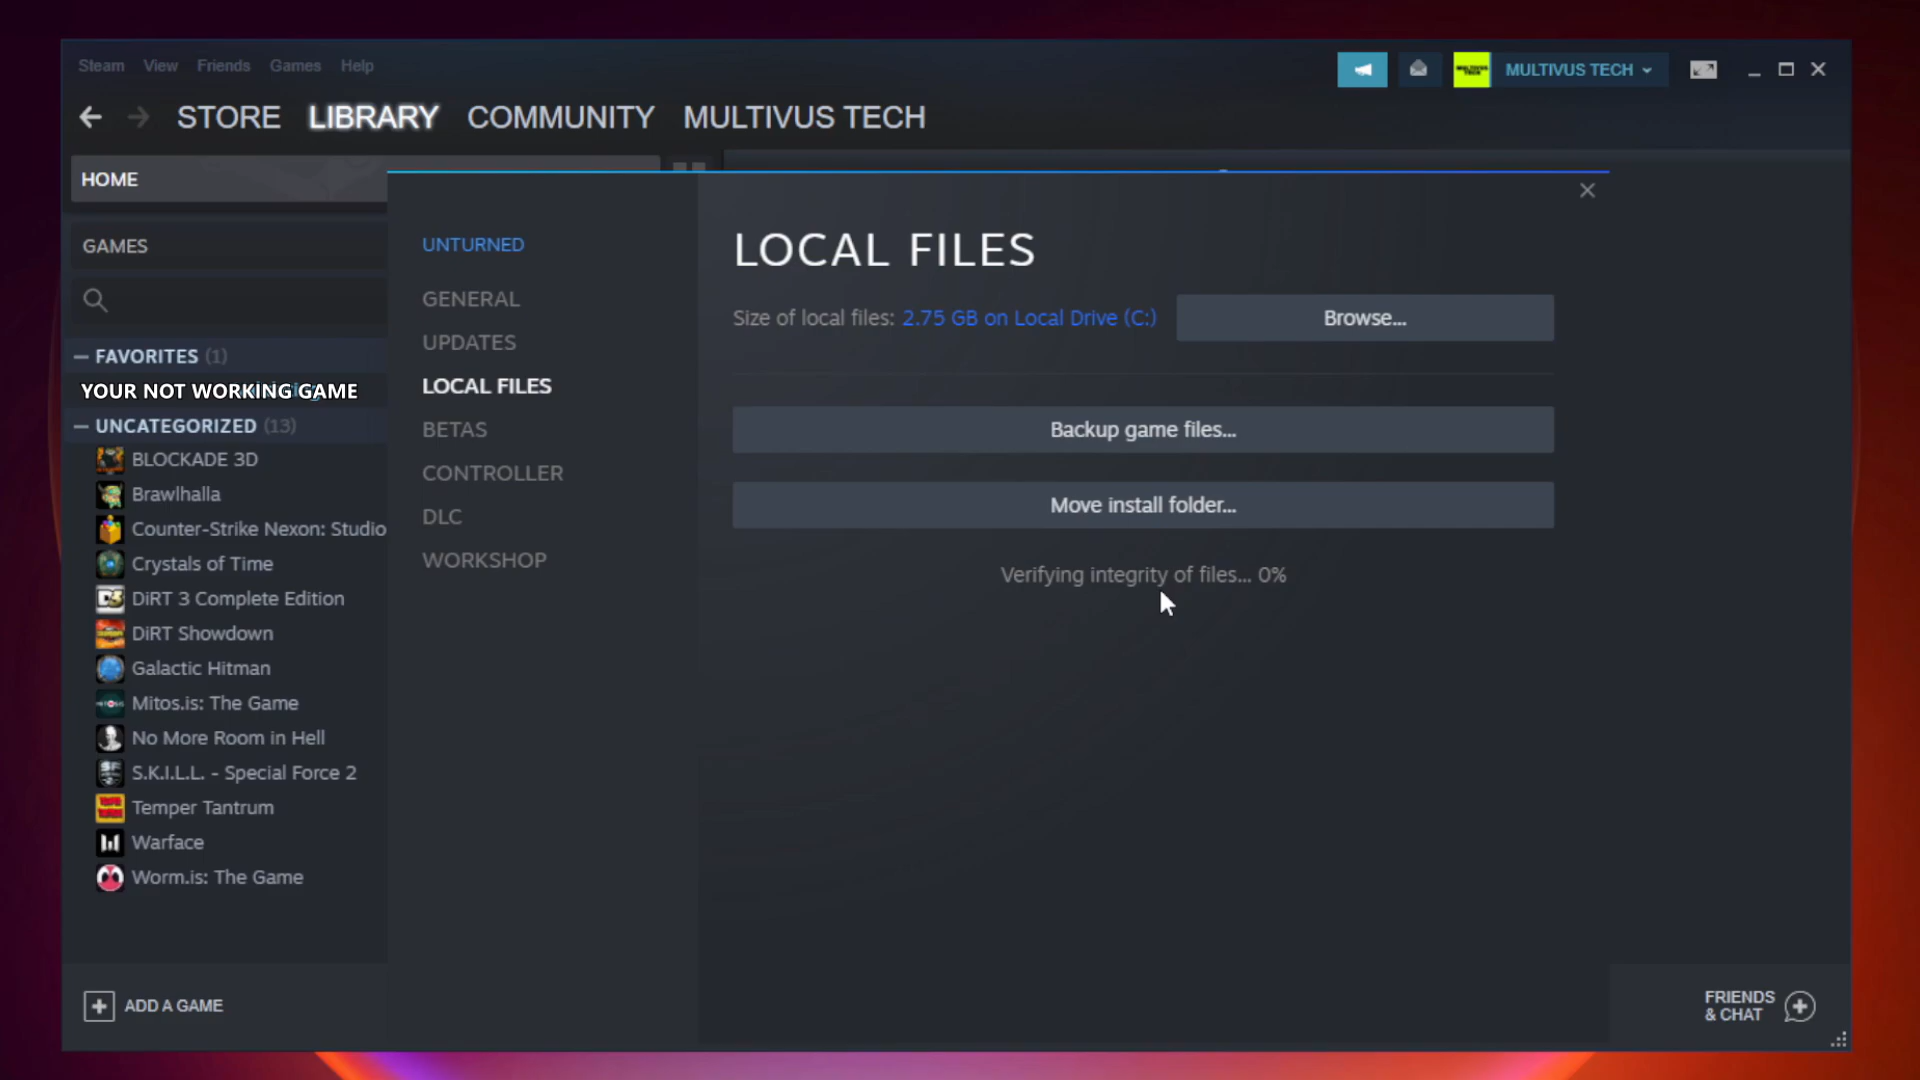 Steam View Friends Games Help
MULTIVUS TECH
STORE LIBRARY COMMUNITY MULTIVUS TECH
HOME
GAMES
FAVORITES (1)
YOUR NOT WORKING GAME
UNCATEGORIZED (13)
BLOCKADE 3D
Brawlhalla
Counter-Strike Nexon: Studio
Crystals of Time
DiRT 3 Complete Edition
DiRT Showdown
Galactic Hitman
Mitos.is: The Game
No More Room in Hell
S.K.I.L.L. - Special Force 2
Temper Tantrum
Warface
Worm.is: The Game
ADD A GAME
UNTURNED
GENERAL
UPDATES
LOCAL FILES
BETAS
CONTROLLER
DLC
WORKSHOP
LOCAL FILES
Size of local files: 2.75 GB on Local Drive (C:)
Browse...
Backup game files...
Move install folder...
Verifying integrity of files... 0%
FRIENDS
& CHAT